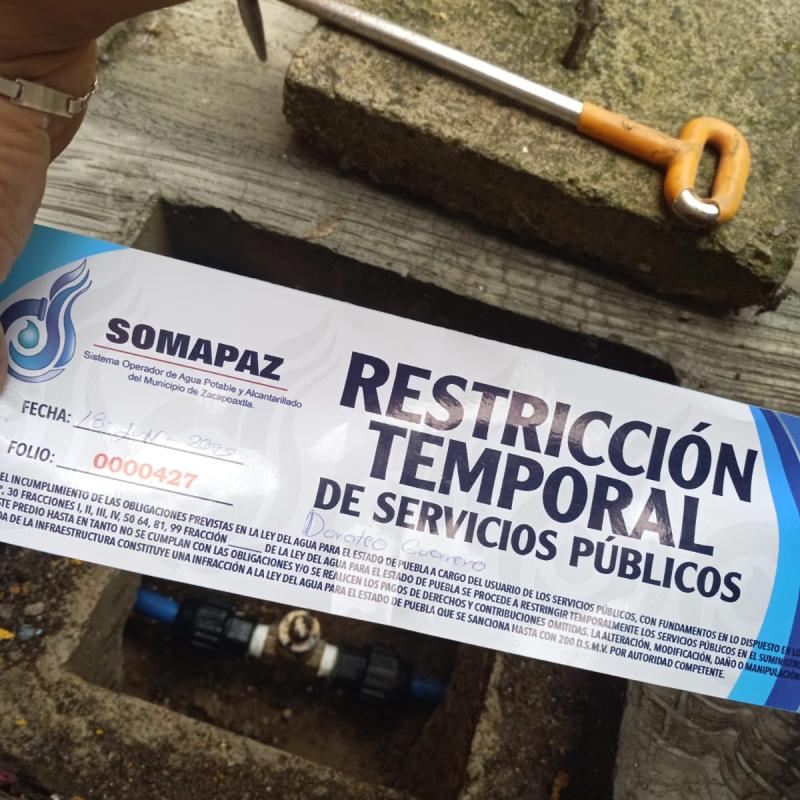 SOMAPAZ
Sistema Operador de Agua Potable y Alcantarillado
del Municipio de Zacapoaxtla.
FECHA: 18
FOLIO: 0000427
RESTRICCIÓN
TEMPORAL
DE SERVICIOS PÚBLICOS
Doroteo Guerrero
EL INCUMPLIMIENTO DE LAS OBLIGACIONES PREVISTAS EN LA LEY DEL AGUA PARA EL ESTADO DE PUEBLA A CARGO DEL USUARIO DE LOS SERVICIOS PÚBLICOS, CON FUNDAMENTOS EN LO DISPUESTO EN
30 FRACCIONES I, II, III, IV, 50 64, 81, 99 FRACCIÓN ______ DE LA LEY DEL AGUA PARA EL ESTADO DE PUEBLA SE PROCEDE A RESTRINGIR TEMPORALMENTE LOS SERVICIOS PÚBLICOS EN EL
PREDIO HASTA EN TANTO NO SE CUMPLAN CON LAS OBLIGACIONES Y/O SE REALICEN LOS PAGOS DE DERECHOS Y CONTRIBUCIONES OMITIDAS. LA ALTERACIÓN, MODIFICACIÓN, DAÑO O MANIPULACIÓN
DE LA INFRAESTRUCTURA CONSTITUYE UNA INFRACCIÓN A LA LEY DEL AGUA PARA EL ESTADO DE PUEBLA QUE SE SANCIONA HASTA CON 200 D.S.M.V. POR AUTORIDAD COMPETENTE.